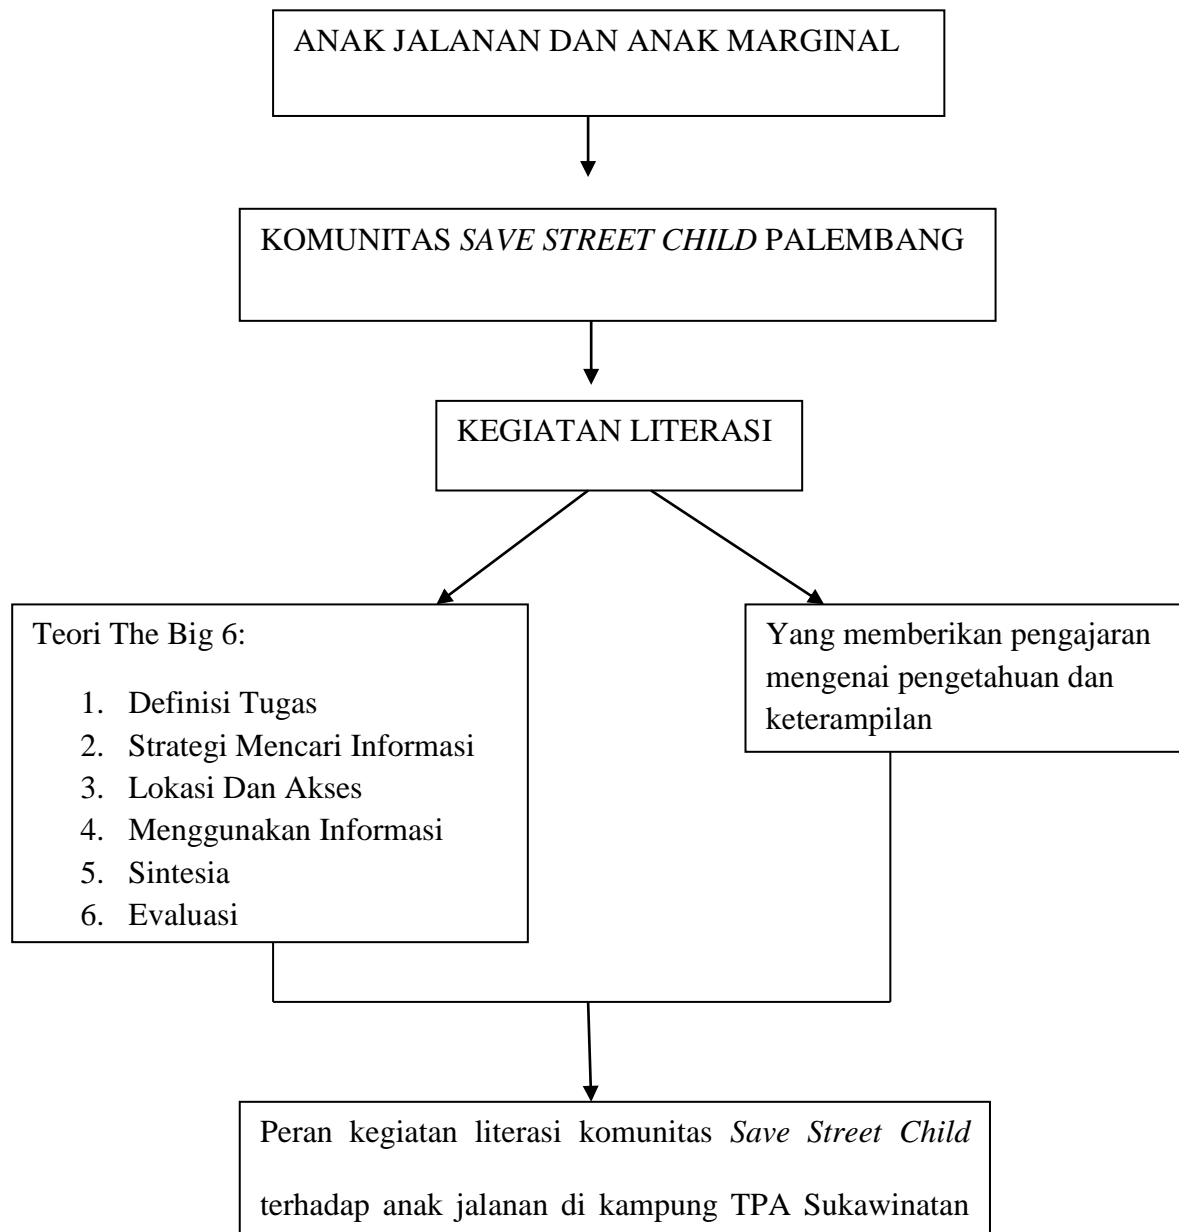 ANAK JALANAN DAN ANAK MARGINAL
KOMUNITAS SAVE STREET CHILD PALEMBANG
KEGIATAN LITERASI
Teori The Big 6:
1. Definisi Tugas
2. Strategi Mencari Informasi
3. Lokasi Dan Akses
4. Menggunakan Informasi
5. Sintesia
6. Evaluasi
Yang memberikan pengajaran
mengenai pengetahuan dan
keterampilan
Peran kegiatan literasi komunitas Save Street Child
terhadap anak jalanan di kampung TPA Sukawinatan